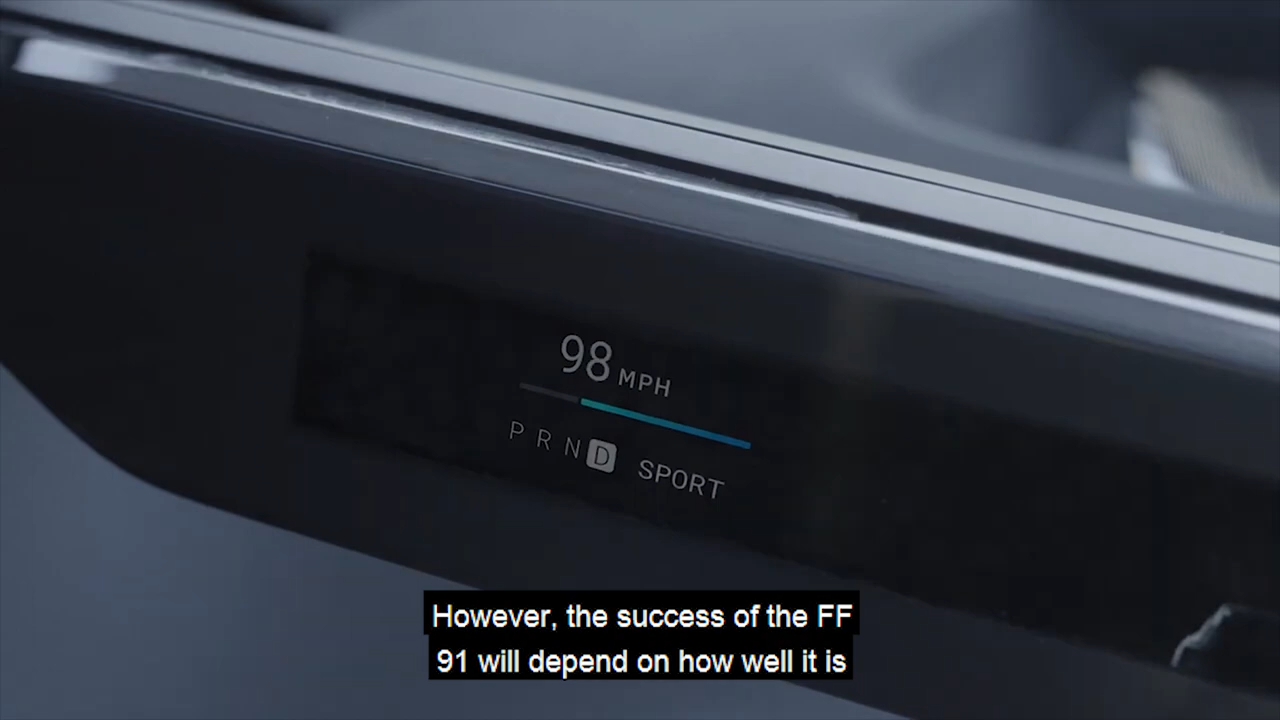 98 MPH
P R N D SPORT
However, the success of the FF
91 will depend on how well it is